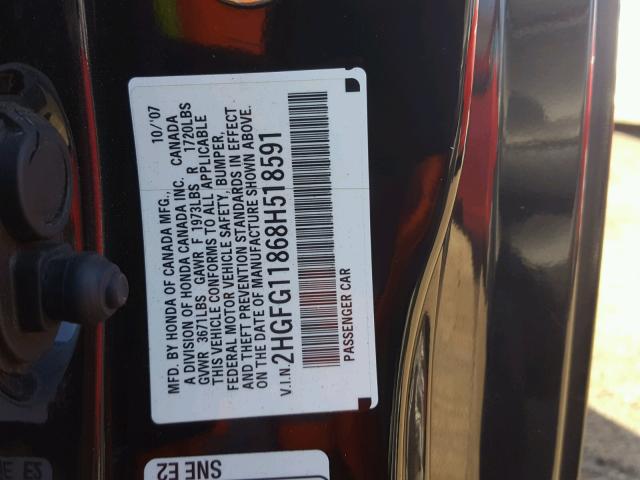 MFD. BY HONDA OF CANADA MFG., 10/'07
A DIVISION OF HONDA CANADA INC. CANADA
GVWR 3671LBS GAWR F 1973LBS R 1720LBS
THIS VEHICLE CONFORMS TO ALL APPLICABLE
FEDERAL MOTOR VEHICLE SAFETY, BUMPER,
AND THEFT PREVENTION STANDARDS IN EFFECT
ON THE DATE OF MANUFACTURE SHOWN ABOVE.
V.I.N. 2HGFG11868H518591
PASSENGER CAR
SNE E2
ES